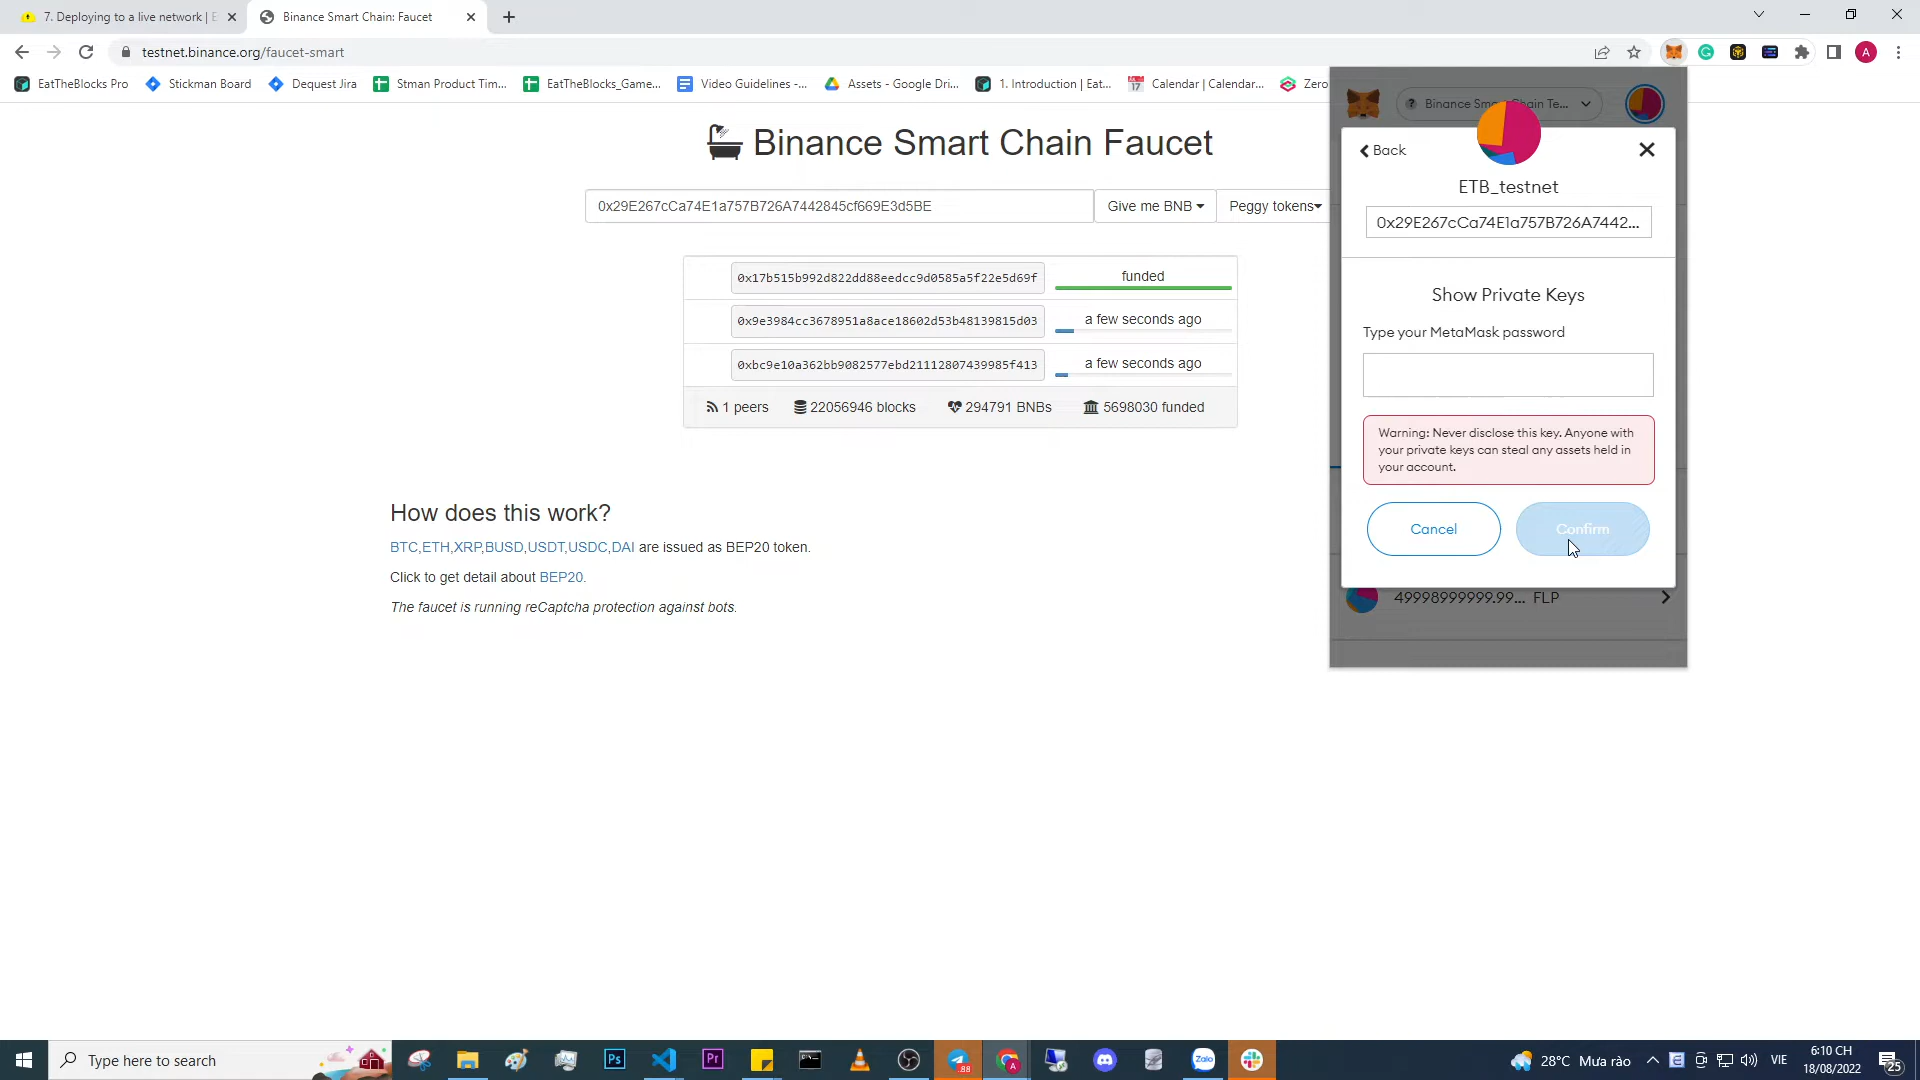 7. Deploying to a live network | E
Binance Smart Chain: Faucet
testnet.binance.org/faucet-smart
A
EatTheBlocks Pro
Stickman Board
Dequest Jira
Stman Product Tim...
EatTheBlocks_Game...
Video Guidelines -...
Assets - Google Dri...
1. Introduction | Eat...
Calendar | Calendar...
Zero
Binance Smart Chain Faucet
0x29E267cCa74E1a757B726A7442845cf669E3d5BE
Give me BNB
Peggy tokens
0x17b515b992d822dd88eedcc9d0585a5f22e5d69f
funded
0x9e3984cc3678951a8ace18602d53b48139815d03
a few seconds ago
0xbc9e10a362bb9082577ebd21112807439985f413
a few seconds ago
1 peers
22056946 blocks
294791 BNBs
5698030 funded
How does this work?
BTC,ETH,XRP,BUSD,USDT,USDC,DAI are issued as BEP20 token.
Click to get detail about BEP20.
The faucet is running reCaptcha protection against bots.
Back
ETB_testnet
0x29E267cCa74E1a757B726A7442...
Show Private Keys
Type your MetaMask password
Warning: Never disclose this key. Anyone with
your private keys can steal any assets held in
your account.
Cancel
Confirm
49998999999.99... FLP
Type here to search
Ps
Pr
.88
A
Zalo
28°C Mưa rào
VIE
6:10 CH
18/08/2022
25